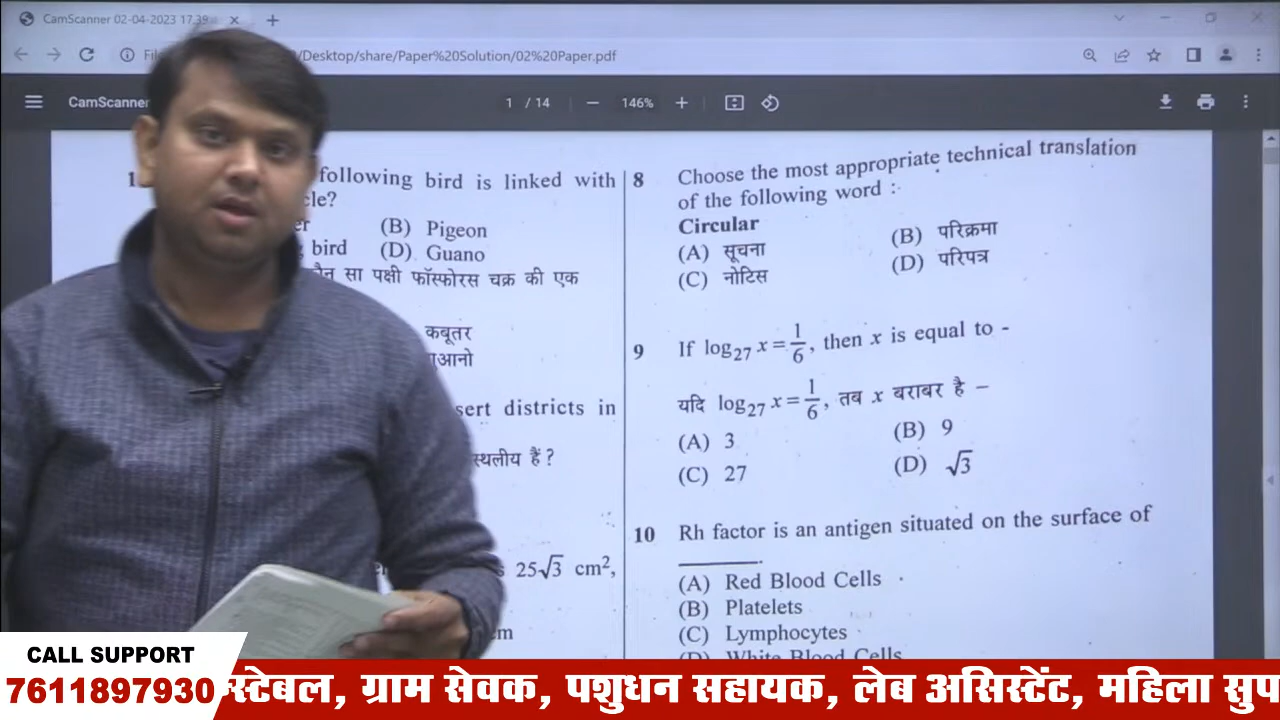 CamScanner 02-04-2023 17.39
/Desktop/share/Paper%20Solution/02%20Paper.pdf
CamScanner
1 / 14
146%
following bird is linked with
(B) Pigeon
bird (D) Guano
सा पक्षी फॉस्फोरस चक्र की एक
कबूतर
districts in
स्थलीय हैं ?
25√3 cm²,
8 Choose the most appropriate technical translation
of the following word :
Circular
(A) सूचना (B) परिक्रमा
(C) नोटिस (D) परिपत्र
9 If log₂₇ x = 1/6, then x is equal to -
यदि log₂₇ x = 1/6, तब x बराबर है –
(A) 3 (B) 9
(C) 27 (D) √3
10 Rh factor is an antigen situated on the surface of
(A) Red Blood Cells
(B) Platelets
(C) Lymphocytes
(D) White Blood Cells
CALL SUPPORT
7611897930
स्टेबल, ग्राम सेवक, पशुधन सहायक, लेब असिस्टेंट, महिला सुप